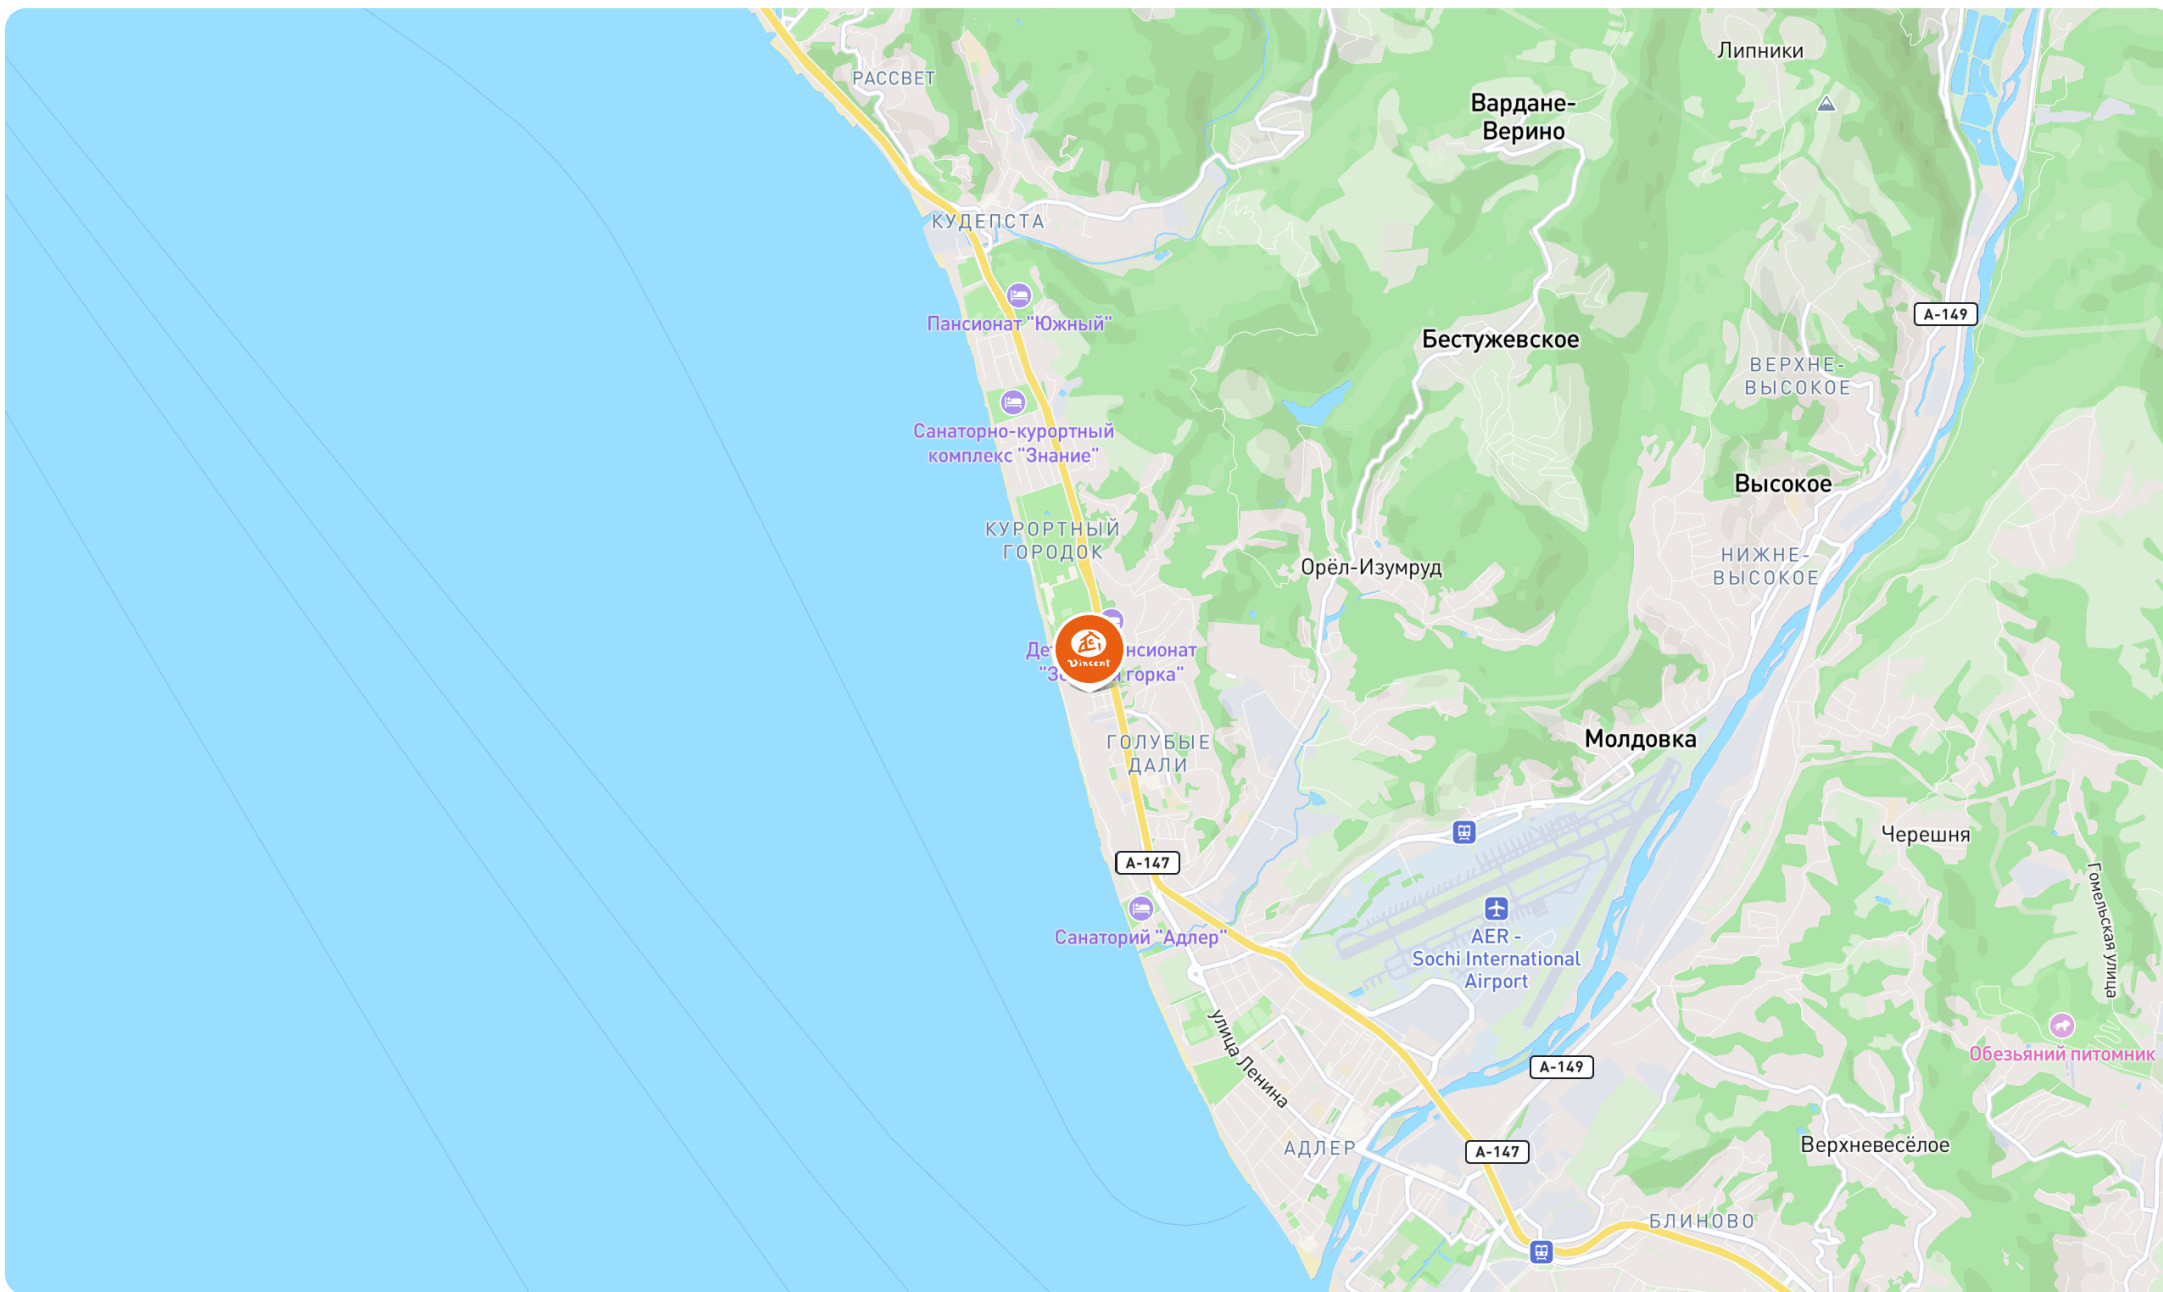 Липники
РАССВЕТ
Вардане-
Верино
КУДЕПСТА
Пансионат "Южный"
A-149
Бестужевское
ВЕРХНЕ-
ВЫСОКОЕ
Санаторно-курортный
комплекс "Знание"
Высокое
КУРОРТНЫЙ
ГОРОДОК
НИЖНЕ-
ВЫСОКОЕ
Орёл-Изумруд
Vincent
нсионат
горка"
ГОЛУБЫЕ
ДАЛИ
Молдовка
Черешня
A-147
Гомельская улица
Санаторий "Адлер"
AER -
Sochi International
Airport
улица Ленина
Обезьяний питомник
A-149
АДЛЕР
A-147
Верхневесёлое
БЛИНОВО